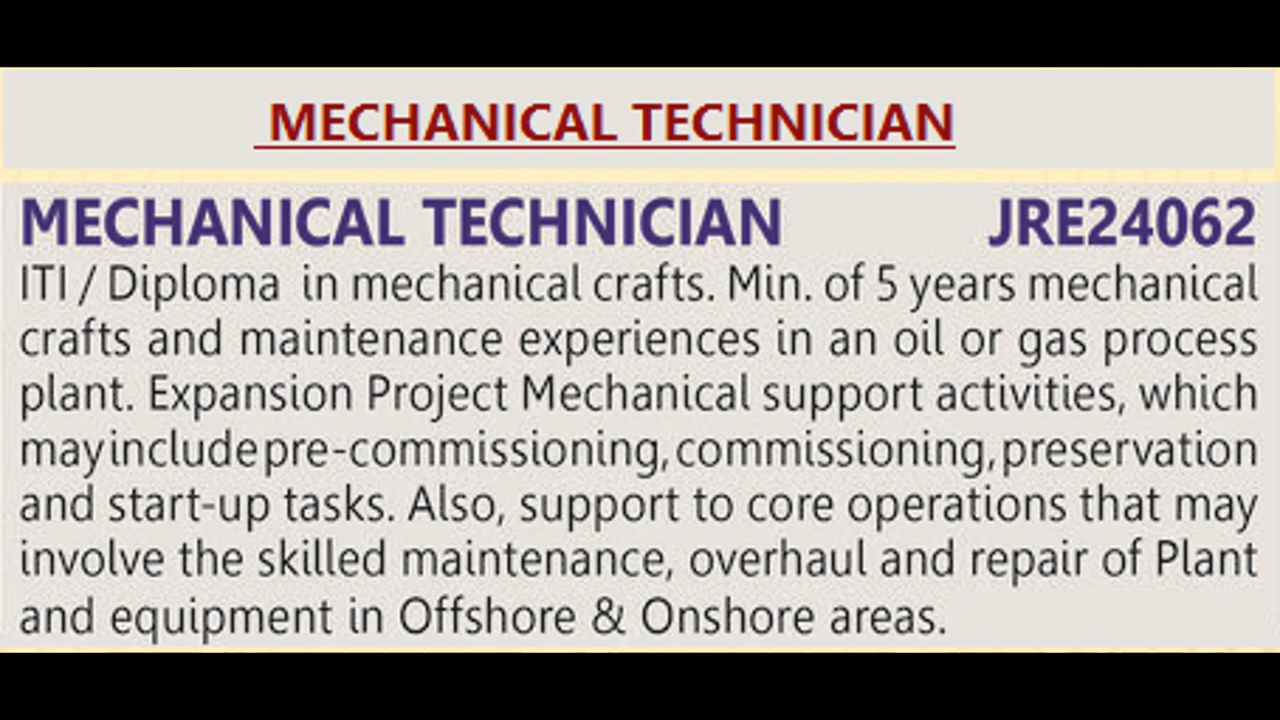 MECHANICAL TECHNICIAN
MECHANICAL TECHNICIAN JRE24062
ITI / Diploma in mechanical crafts. Min. of 5 years mechanical
crafts and maintenance experiences in an oil or gas process
plant. Expansion Project Mechanical support activities, which
may include pre-commissioning, commissioning, preservation
and start-up tasks. Also, support to core operations that may
involve the skilled maintenance, overhaul and repair of Plant
and equipment in Offshore & Onshore areas.